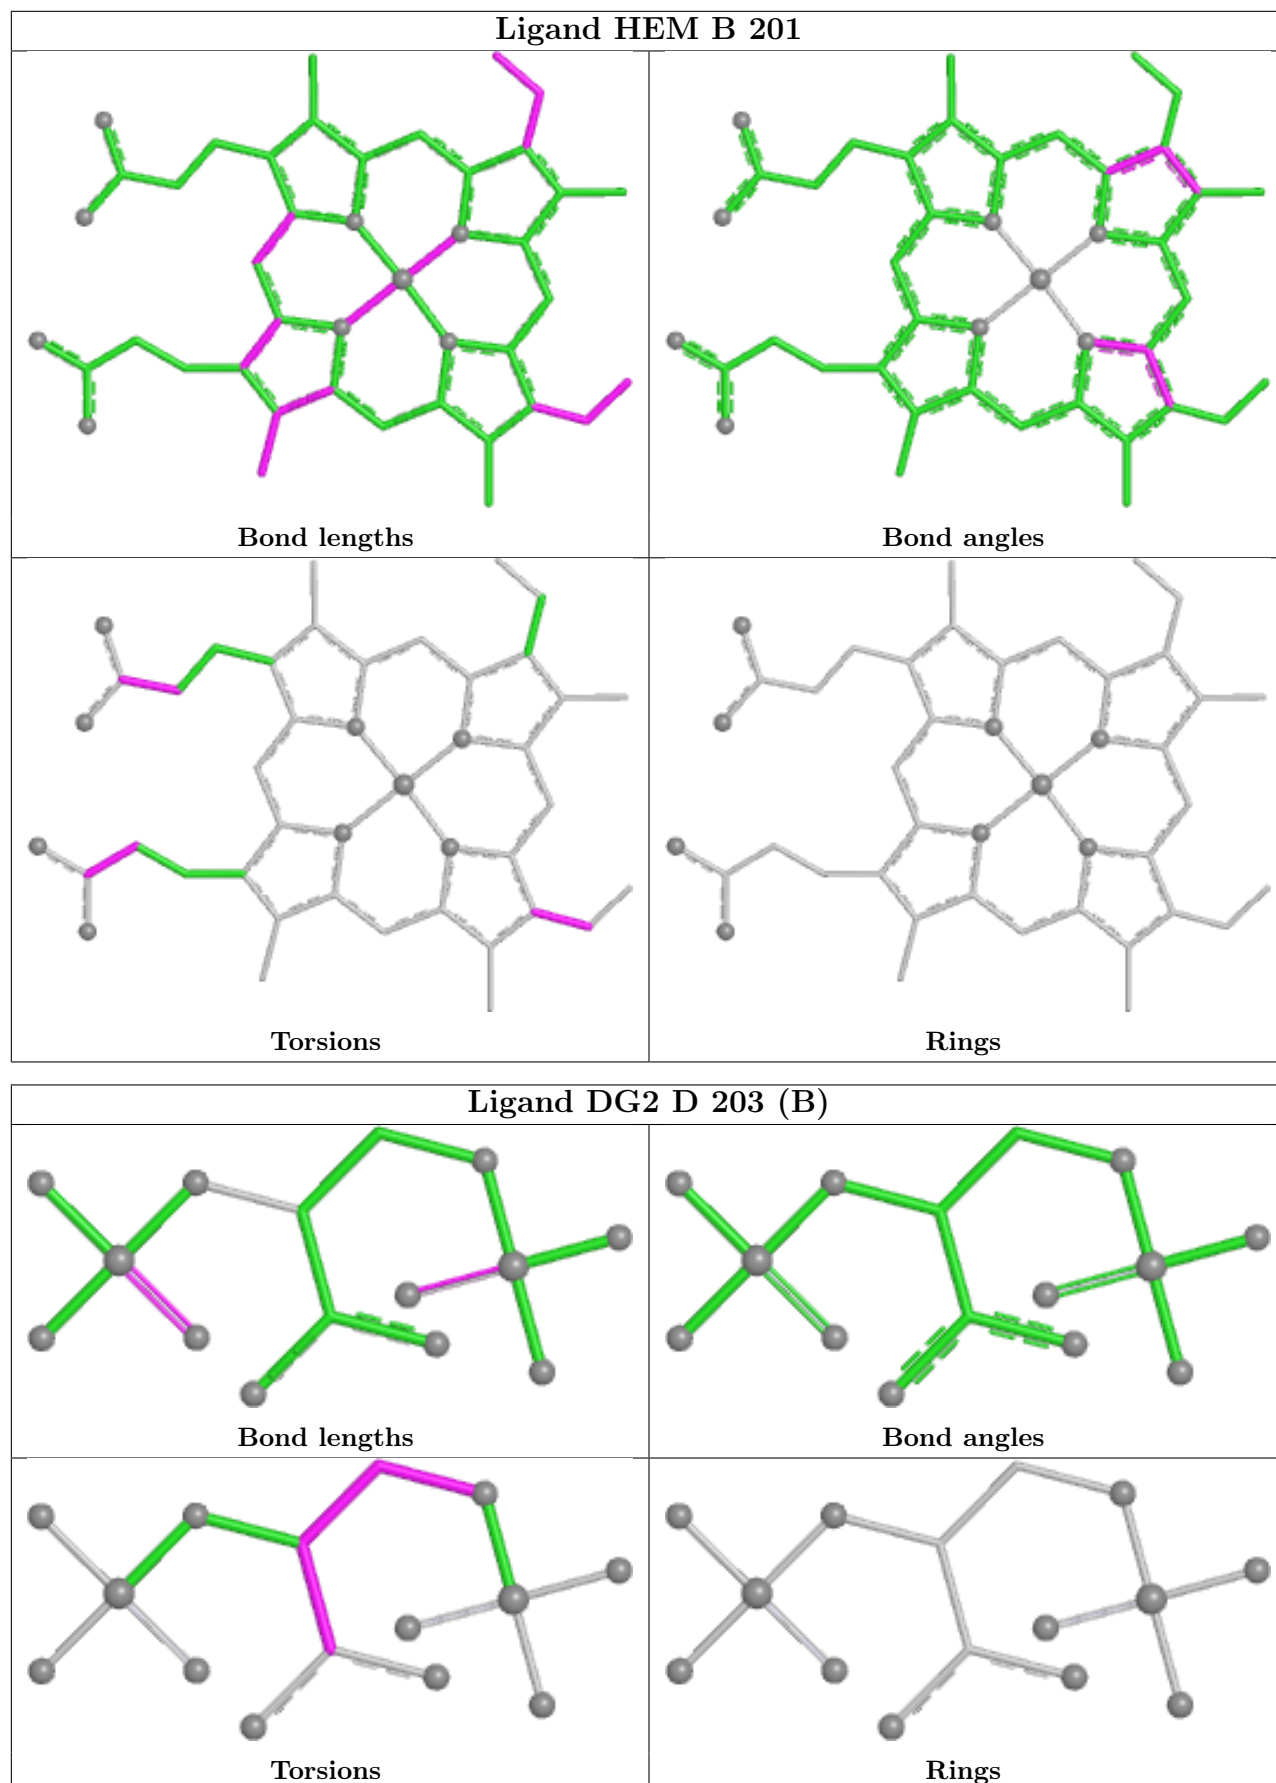 Ligand HEM B 201
Bond lengths
Bond angles
Torsions
Rings
Ligand DG2 D 203 (B)
Bond lengths
Bond angles
Torsions
Rings